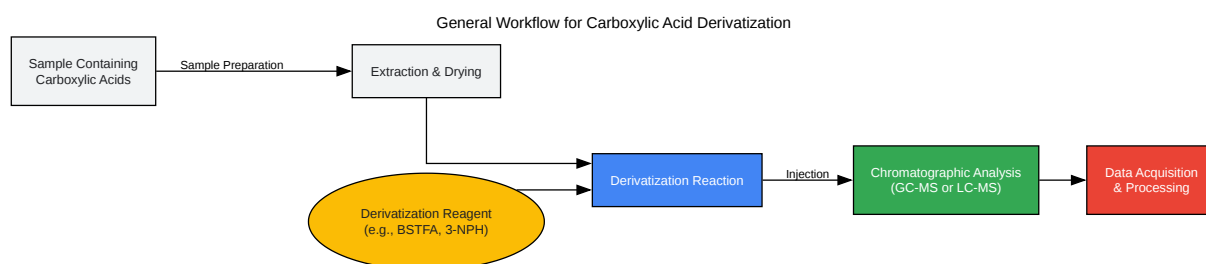 General Workflow for Carboxylic Acid Derivatization
Sample Containing
Carboxylic Acids
Sample Preparation
Extraction & Drying
Derivatization Reagent
(e.g., BSTFA, 3-NPH)
Derivatization Reaction
Injection
Chromatographic Analysis
(GC-MS or LC-MS)
Data Acquisition
& Processing